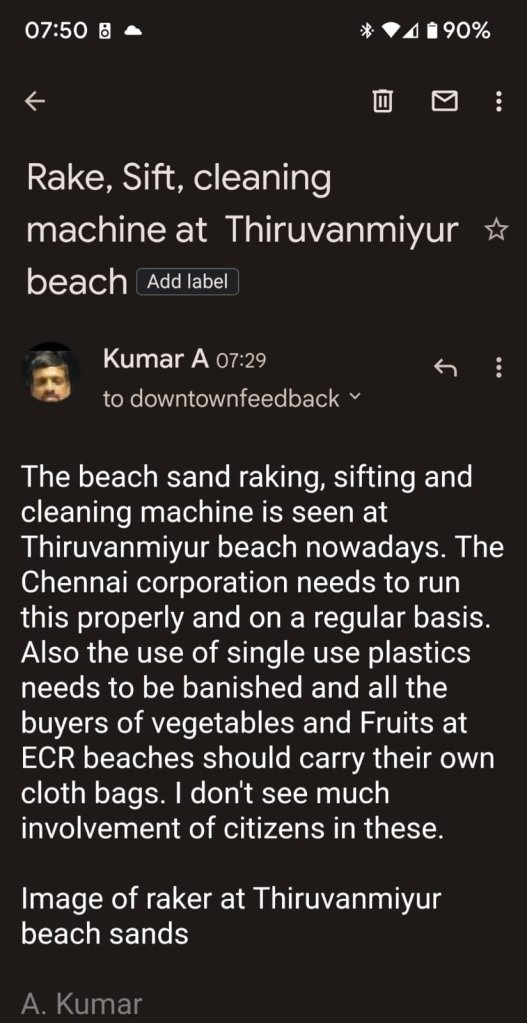 07:50 90%
Rake, Sift, cleaning
machine at Thiruvanmiyur
beach Add label
Kumar A 07:29
to downtownfeedback
The beach sand raking, sifting and
cleaning machine is seen at
Thiruvanmiyur beach nowadays. The
Chennai corporation needs to run
this properly and on a regular basis.
Also the use of single use plastics
needs to be banished and all the
buyers of vegetables and Fruits at
ECR beaches should carry their own
cloth bags. I don't see much
involvement of citizens in these.
Image of raker at Thiruvanmiyur
beach sands
A. Kumar